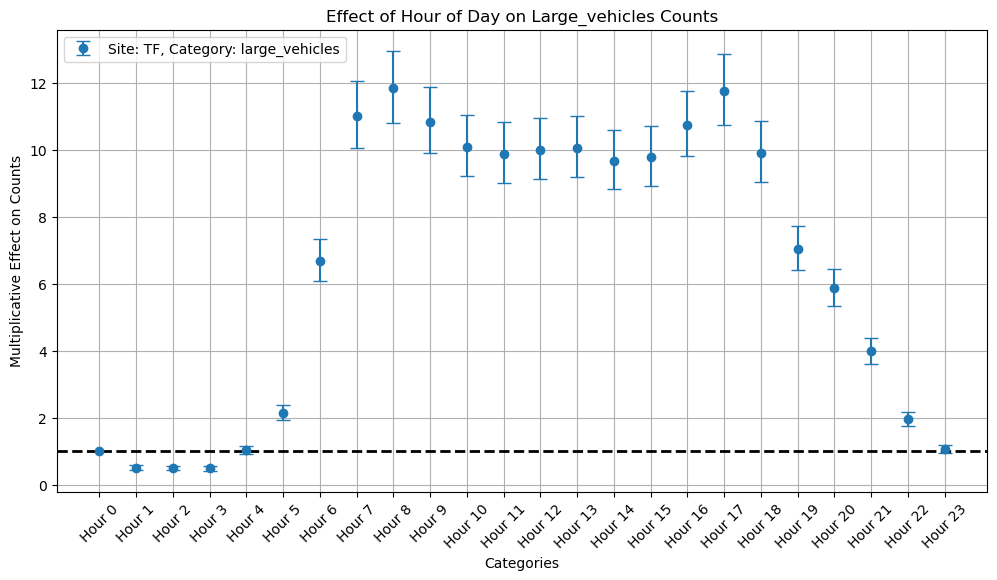 Effect of Hour of Day on Large_vehicles Counts
Site: TF, Category: large_vehicles
Multiplicative Effect on Counts
12
10
8
6
4
2
0
Hour 0
Hour 1
Hour 2
Hour 3
Hour 4
Hour 5
Hour 6
Hour 7
Hour 8
Hour 9
Hour 10
Hour 11
Hour 12
Hour 13
Hour 14
Hour 15
Hour 16
Hour 17
Hour 18
Hour 19
Hour 20
Hour 21
Hour 22
Hour 23
Categories